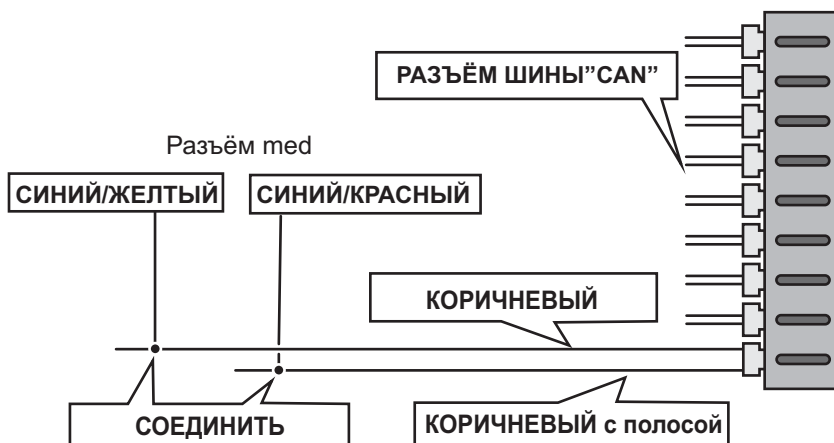 РАЗЪЁМ ШИНЫ”CAN”
Разъём med
СИНИЙ/ЖЕЛТЫЙ
СИНИЙ/КРАСНЫЙ
КОРИЧНЕВЫЙ
СОЕДИНИТЬ
КОРИЧНЕВЫЙ с полосой